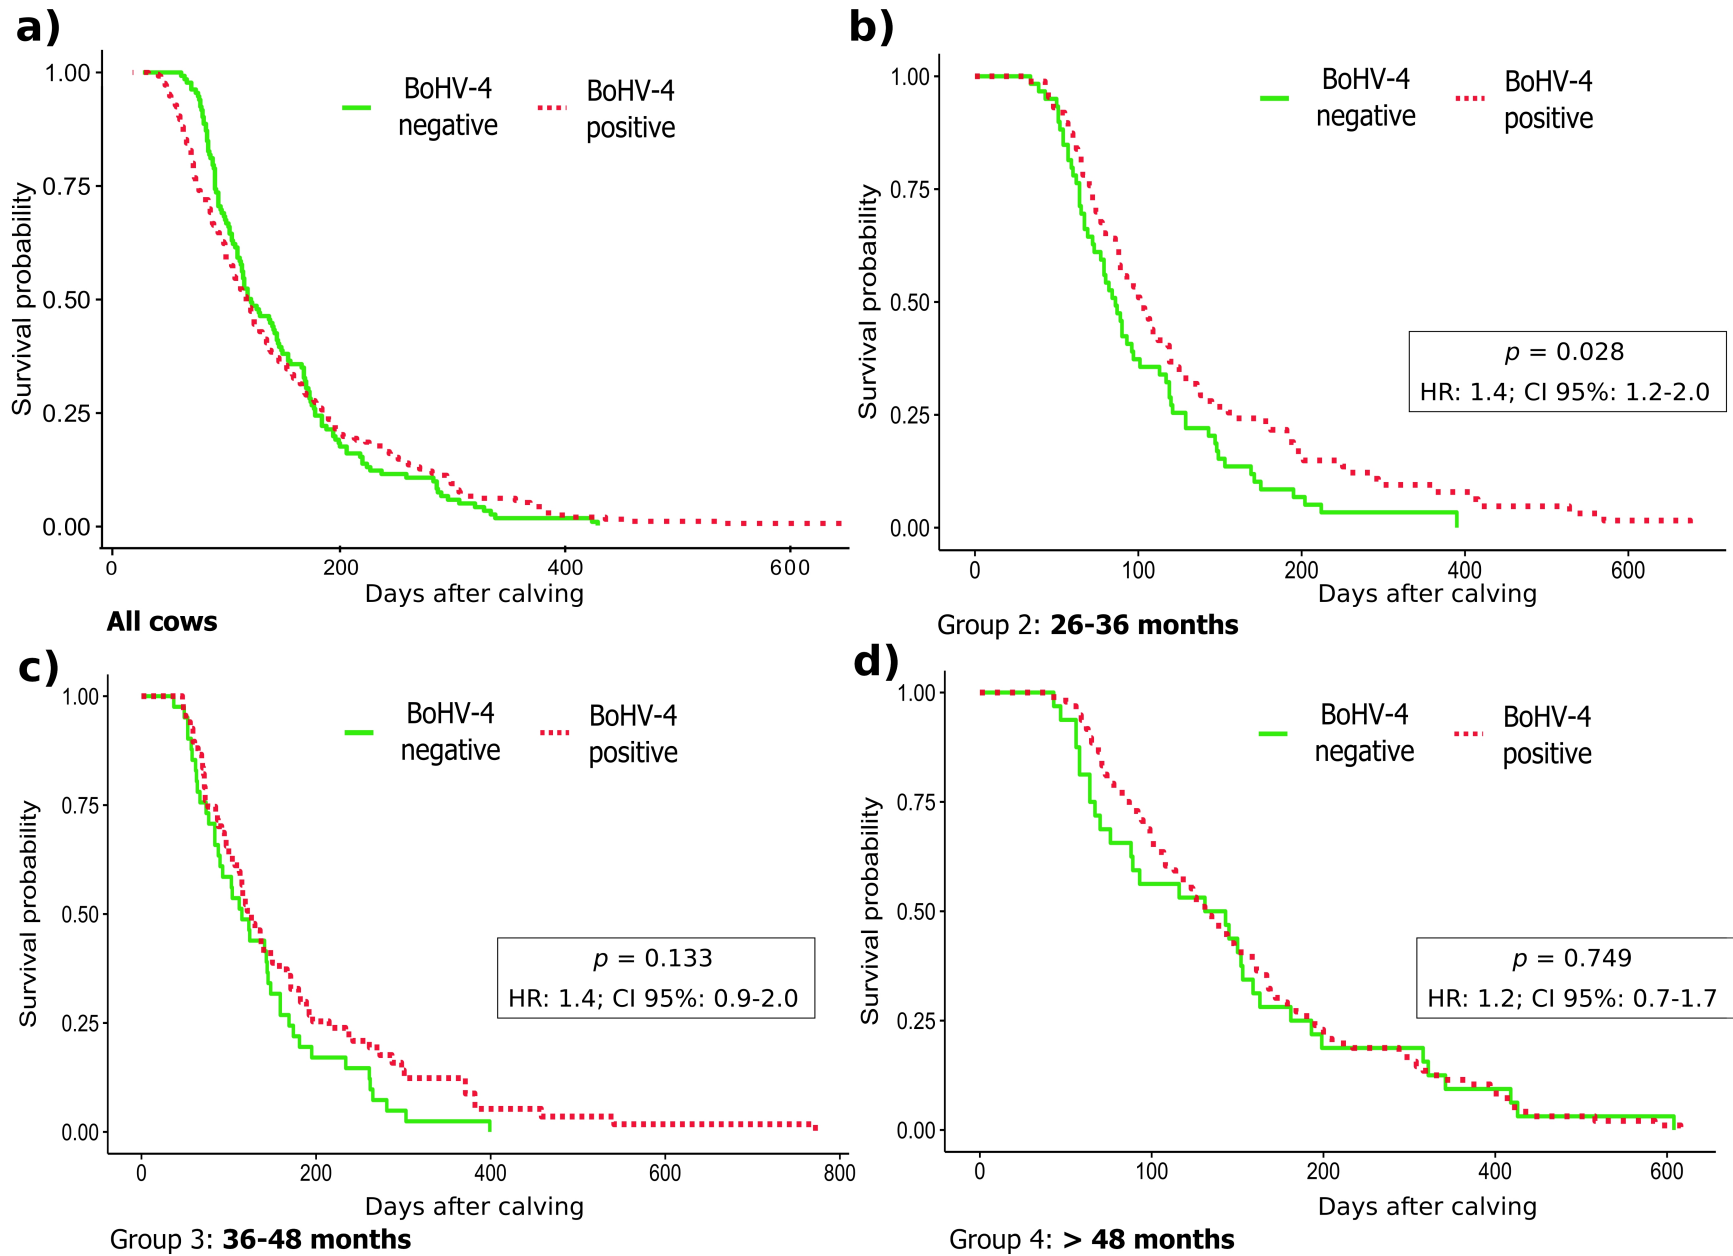 a)
1.00
0.75
0.50
0.25
0.00
Survival probability
BoHV-4
negative
BoHV-4
positive
0
200
400
600
Days after calving
All cows
b)
1.00
0.75
0.50
0.25
0.00
Survival probability
BoHV-4
negative
BoHV-4
positive
p = 0.028
HR: 1.4; CI 95%: 1.2-2.0
0
100
200
400
600
Days after calving
Group 2: 26-36 months
c)
1.00
0.75
0.50
0.25
0.00
Survival probability
BoHV-4
negative
BoHV-4
positive
p = 0.133
HR: 1.4; CI 95%: 0.9-2.0
0
200
400
600
800
Days after calving
Group 3: 36-48 months
d)
1.00
0.75
0.50
0.25
0.00
Survival probability
BoHV-4
negative
BoHV-4
positive
p = 0.749
HR: 1.2; CI 95%: 0.7-1.7
0
100
200
400
600
Days after calving
Group 4: > 48 months